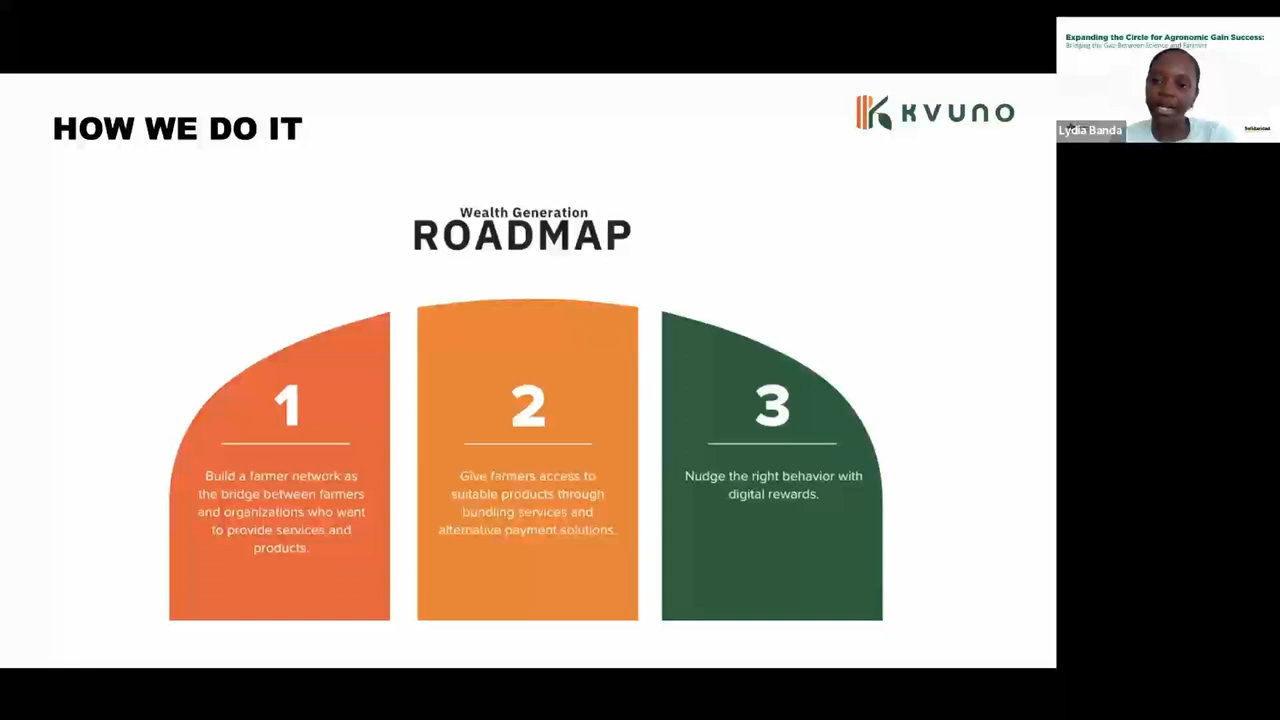 HOW WE DO IT
KVUNO
Wealth Generation
ROADMAP
1
Build a farmer network as
the bridge between farmers
and organizations who want
to provide services and
products.
2
Give farmers access to
suitable products through
bundling services and
alternative payment solutions.
3
Nudge the right behavior with
digital rewards.
Expanding the Circle for Agronomic Gain Success:
Bridging the Gap Between Science and Farmers
Lydia Banda
Solidaridad